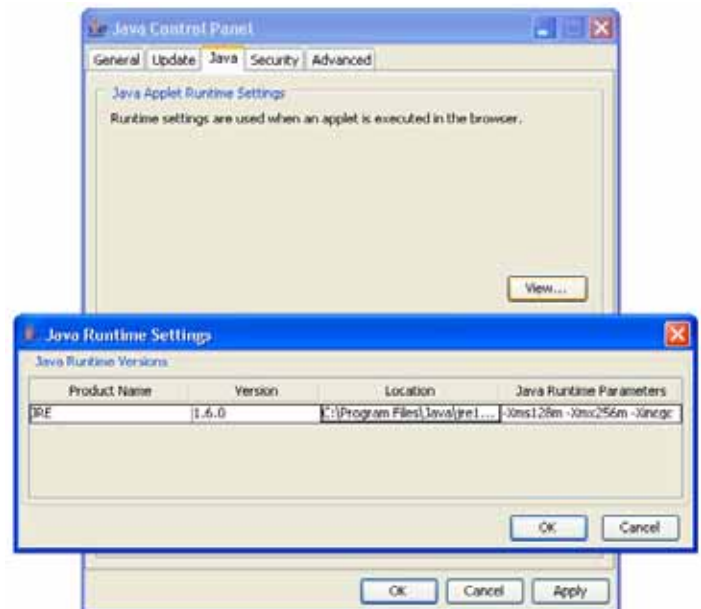 Java Control Panel
General Update Java Security Advanced
Java Applet Runtime Settings
Runtime settings are used when an applet is executed in the browser.
View...
Java Runtime Settings
Java Runtime Versions
Product Name Version Location Java Runtime Parameters
JRE 1.6.0 C:\Program Files\Java\jre1... -Xms128m -Xmx256m -Xincgc
OK Cancel
OK Cancel Apply